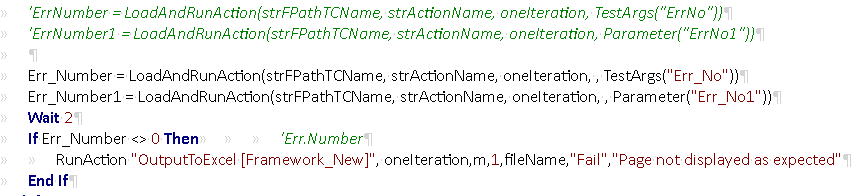 'ErrNumber = LoadAndRunAction(strFPathTCName, strActionName, oneIteration, TestArgs("ErrNo"))
'ErrNumber1 = LoadAndRunAction(strFPathTCName, strActionName, oneIteration, Parameter("ErrNo1"))
Err_Number = LoadAndRunAction(strFPathTCName, strActionName, oneIteration, , TestArgs("Err_No"))
Err_Number1 = LoadAndRunAction(strFPathTCName, strActionName, oneIteration, , Parameter("Err_No1"))
Wait 2
If Err_Number <> 0 Then 'Err.Number
RunAction "OutputToExcel [Framework_New]", oneIteration,m,1,fileName,"Fail","Page not displayed as expected"
End If